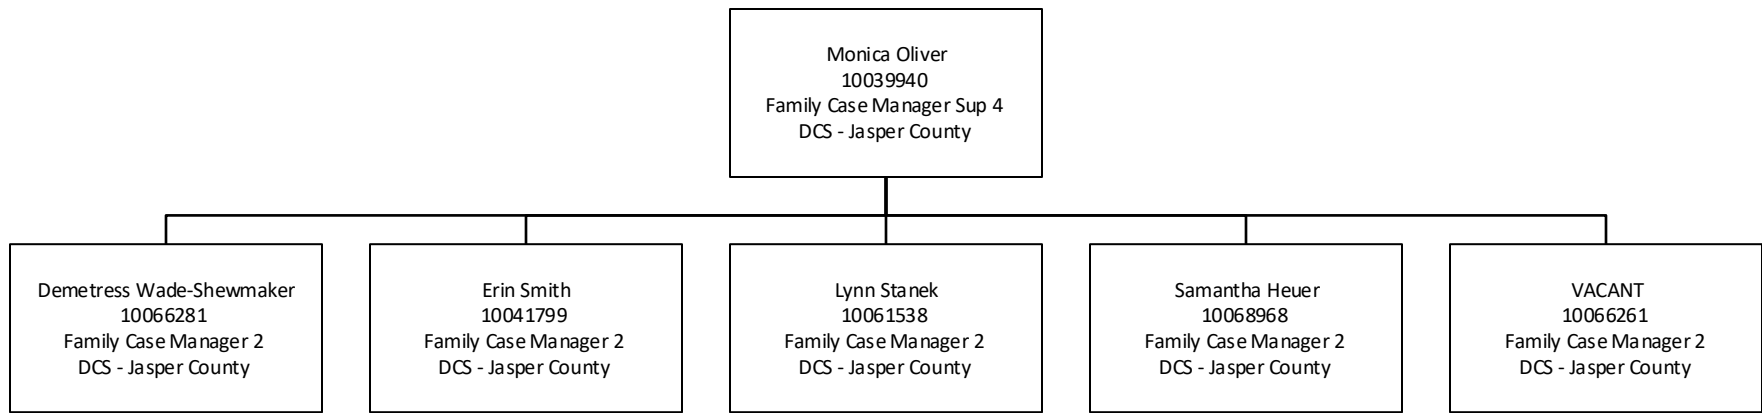 Monica Oliver
10039940
Family Case Manager Sup 4
DCS - Jasper County
Demetress Wade-Shewmaker
10066281
Family Case Manager 2
DCS - Jasper County
Erin Smith
10041799
Family Case Manager 2
DCS - Jasper County
Lynn Stanek
10061538
Family Case Manager 2
DCS - Jasper County
Samantha Heuer
10068968
Family Case Manager 2
DCS - Jasper County
VACANT
10066261
Family Case Manager 2
DCS - Jasper County